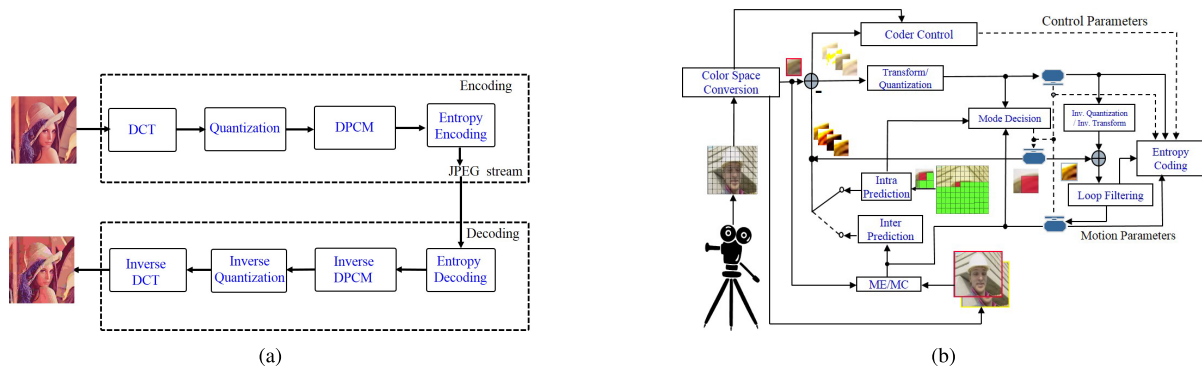 Encoding
DCT
Quantization
DPCM
Entropy
Encoding
JPEG stream
Decoding
Inverse
DCT
Inverse
Quantization
Inverse
DPCM
Entropy
Decoding
(a)
Control Parameters
Coder Control
Color Space
Conversion
Transform/
Quantization
-
Mode Decision
Inv. Quantization
/ Inv. Transform
Entropy
Coding
Intra
Prediction
Loop Filtering
Inter
Prediction
Motion Parameters
ME/MC
(b)